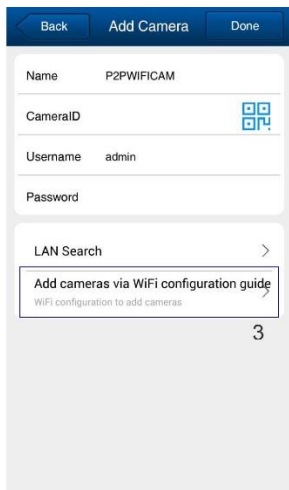 Back Add Camera Done
Name P2PWIFICAM
CameraID
Username admin
Password
LAN Search
Add cameras via WiFi configuration guide
WiFi configuration to add cameras
3